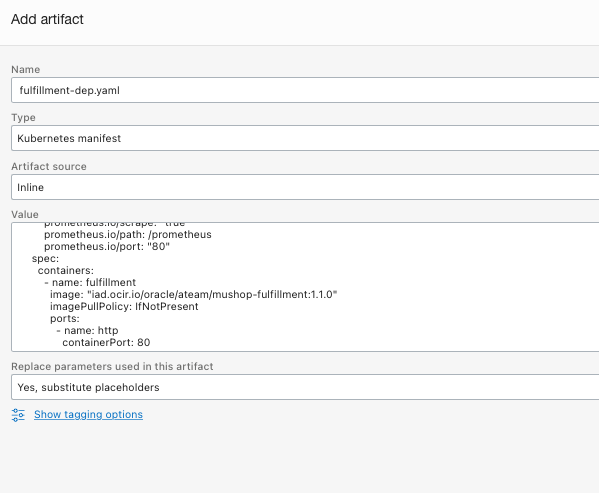 Add artifact
Name
fulfillment-dep.yaml
Type
Kubernetes manifest
Artifact source
Inline
Value
prometheus.io/scrape: "true"
prometheus.io/path: /prometheus
prometheus.io/port: "80"
spec:
containers:
- name: fulfillment
image: "iad.ocir.io/oracle/ateam/mushop-fulfillment:1.1.0"
imagePullPolicy: IfNotPresent
ports:
- name: http
containerPort: 80
Replace parameters used in this artifact
Yes, substitute placeholders
Show tagging options